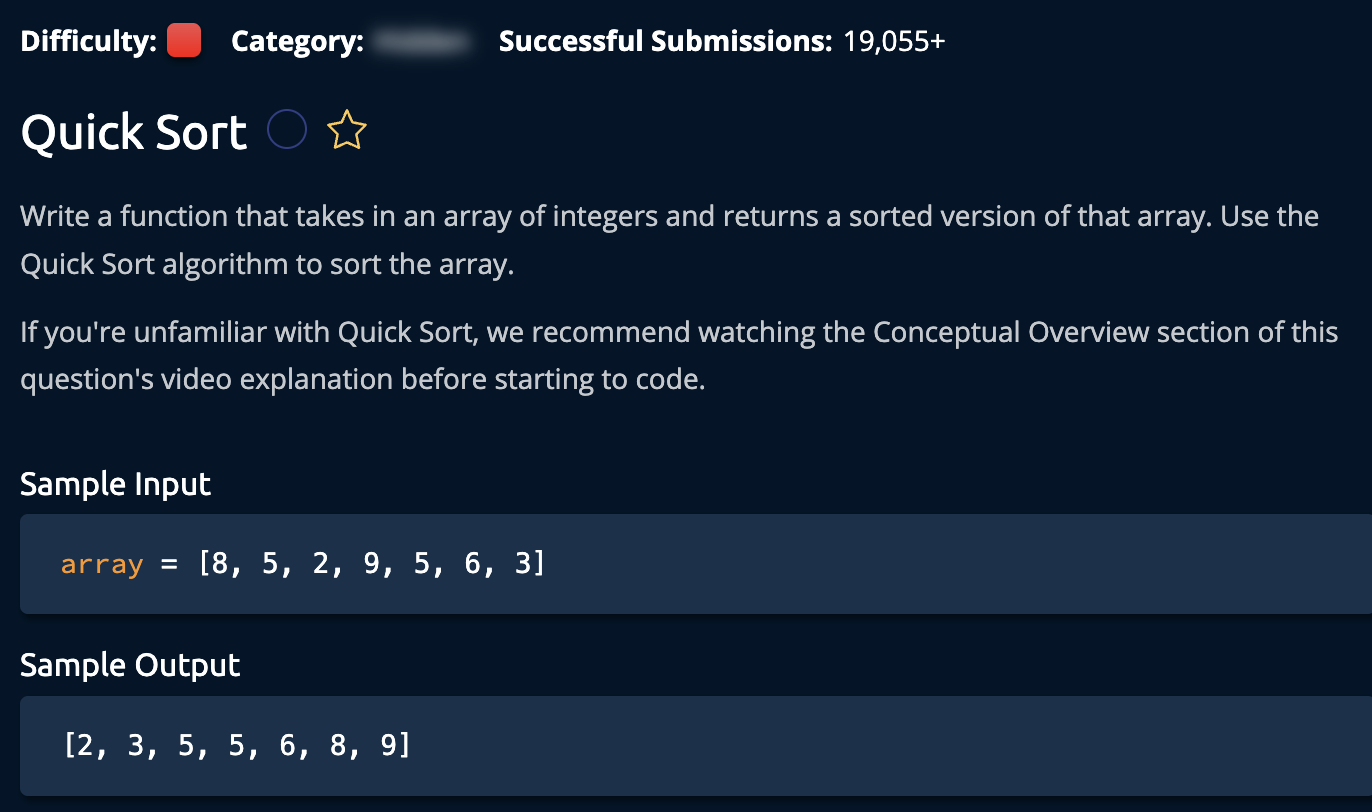 Difficulty: Category: Successful Submissions: 19,055+
Quick Sort
Write a function that takes in an array of integers and returns a sorted version of that array. Use the
Quick Sort algorithm to sort the array.
If you're unfamiliar with Quick Sort, we recommend watching the Conceptual Overview section of this
question's video explanation before starting to code.
Sample Input
array = [8, 5, 2, 9, 5, 6, 3]
Sample Output
[2, 3, 5, 5, 6, 8, 9]